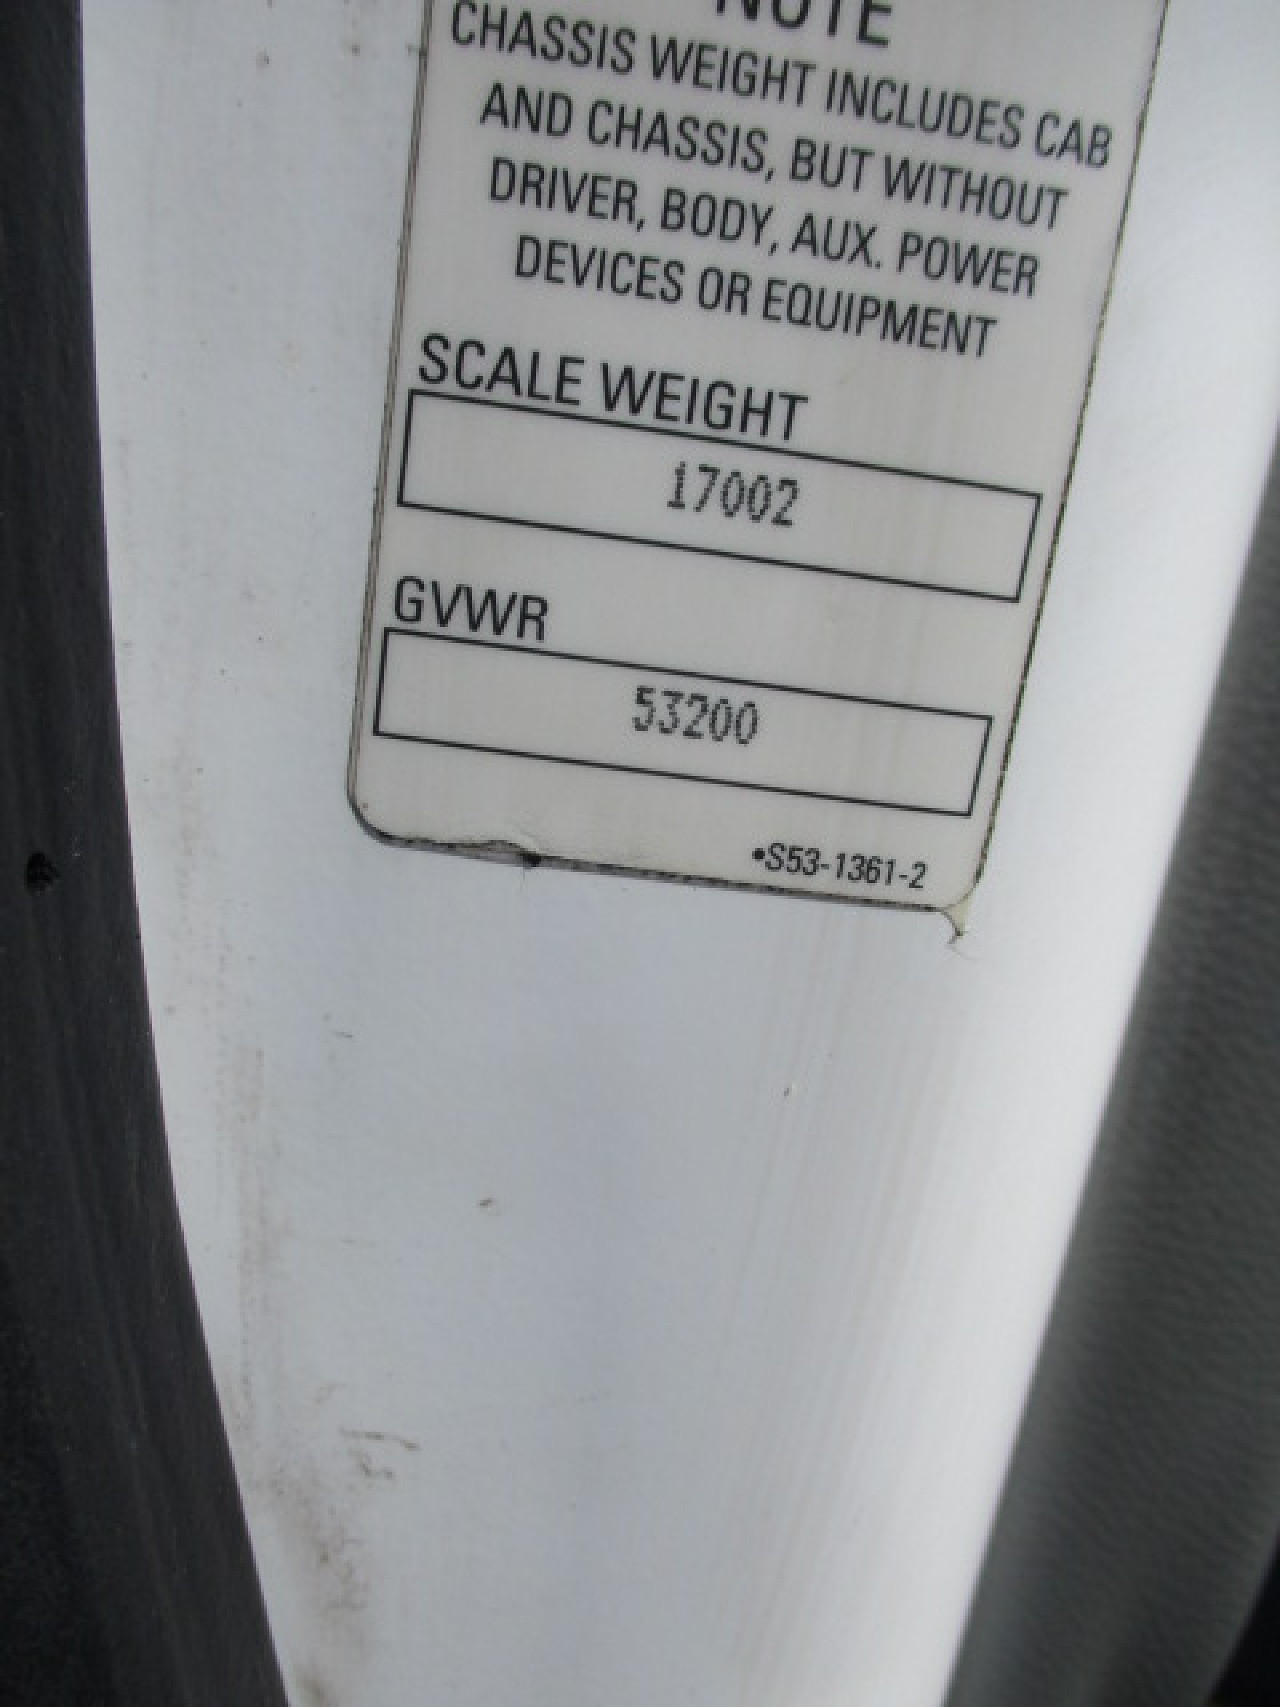 NOTE
CHASSIS WEIGHT INCLUDES CAB
AND CHASSIS, BUT WITHOUT
DRIVER, BODY, AUX. POWER
DEVICES OR EQUIPMENT
SCALE WEIGHT
17002
GVWR
53200
•S53-1361-2